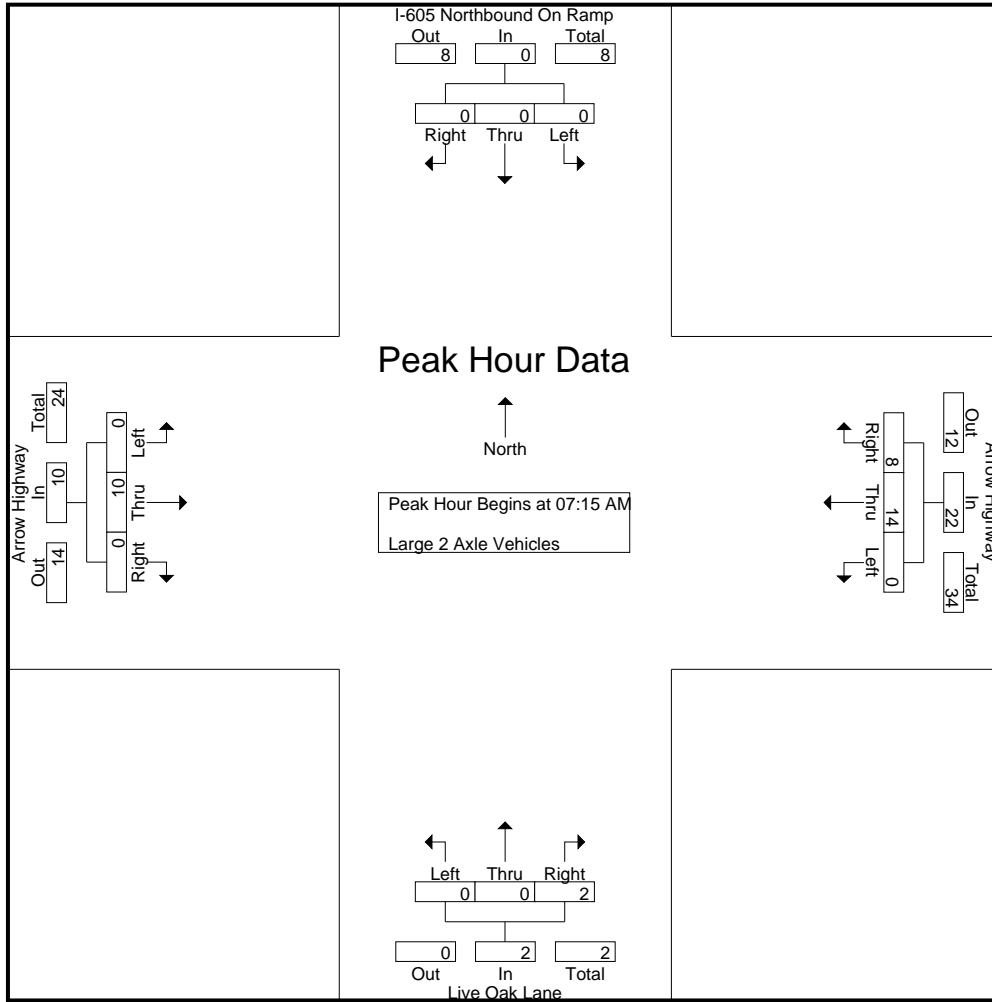 I-605 Northbound On Ramp
Out In Total
8 0 8
0 0 0
Right Thru Left
Peak Hour Data
North
Peak Hour Begins at 07:15 AM
Large 2 Axle Vehicles
Arrow Highway
Total In Out
24 10 14
0 10 0
Left Thru Right
Arrow Highway
Out In Total
12 22 34
8 14 0
Right Thru Left
Left Thru Right
0 0 2
0 2 2
Out In Total
Live Oak Lane